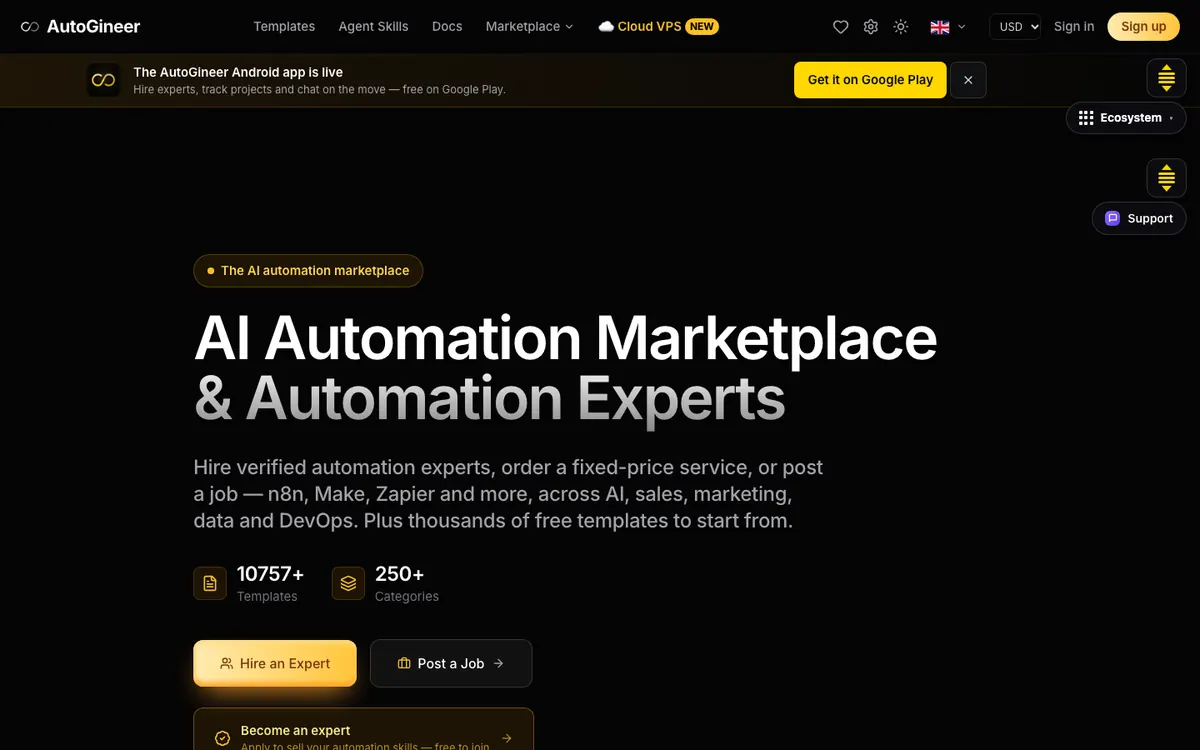 AutoGineer
Templates
Agent Skills
Docs
Marketplace
Cloud VPS NEW
USD
Sign in
Sign up
The AutoGineer Android app is live
Hire experts, track projects and chat on the move — free on Google Play.
Get it on Google Play
Ecosystem
Support
The AI automation marketplace
AI Automation Marketplace
& Automation Experts
Hire verified automation experts, order a fixed-price service, or post
a job — n8n, Make, Zapier and more, across AI, sales, marketing,
data and DevOps. Plus thousands of free templates to start from.
10757+
Templates
250+
Categories
Hire an Expert
Post a Job
Become an expert
Apply to sell your automation skills — free to join